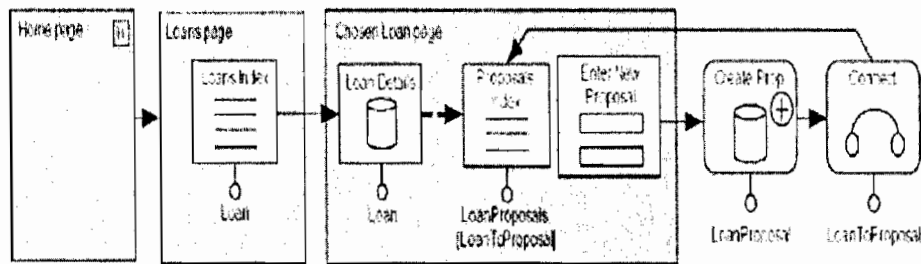 Home page
H
Loans page
Loans Index
Loan
Chosen Loan page
Loan Details
Loan
Proposals
Index
LoanProposals
[LoanToProposal]
Enter New
Proposal
Create Prop
LoanProposal
Connect
LoanToProposal